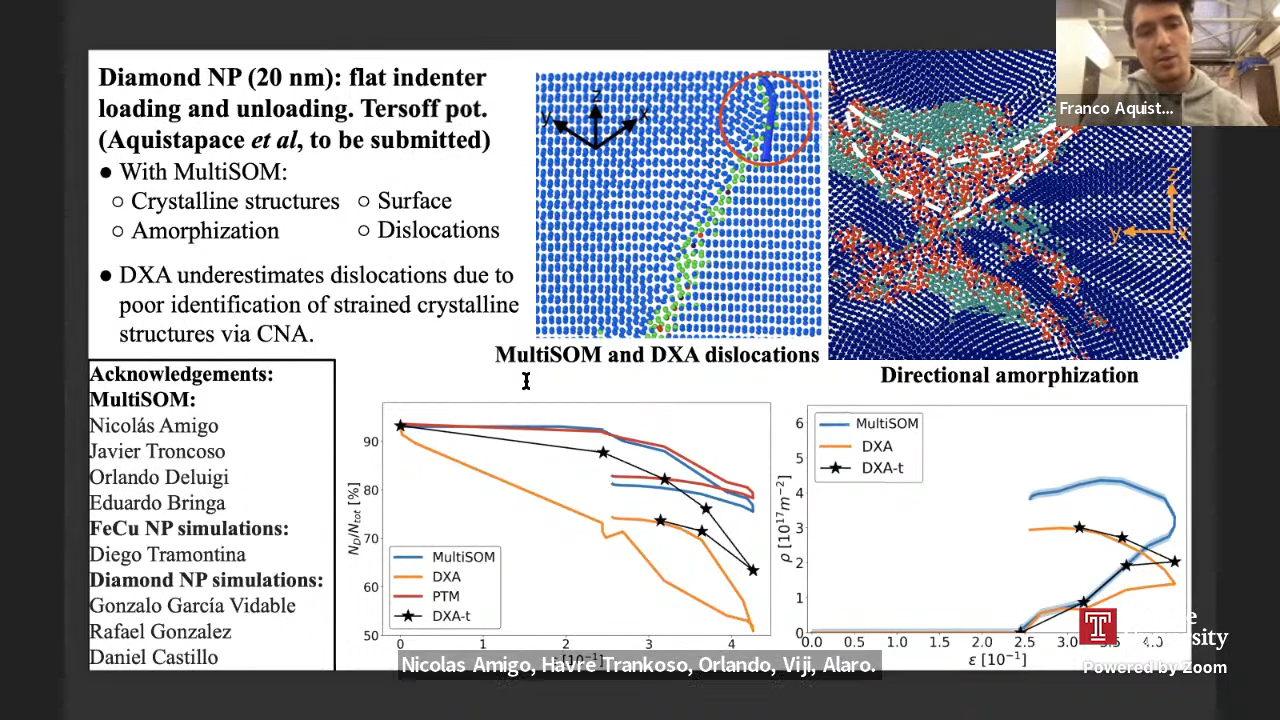 Diamond NP (20 nm): flat indenter
loading and unloading. Tersoff pot.
(Aquistapace et al, to be submitted)
● With MultiSOM:
○ Crystalline structures ○ Surface
○ Amorphization ○ Dislocations
● DXA underestimates dislocations due to
poor identification of strained crystalline
structures via CNA.
z
y x
MultiSOM and DXA dislocations
Franco Aquist...
z
y x
Directional amorphization
Acknowledgements:
MultiSOM:
Nicolás Amigo
Javier Troncoso
Orlando Deluigi
Eduardo Bringa
FeCu NP simulations:
Diego Tramontina
Diamond NP simulations:
Gonzalo García Vidable
Rafael Gonzalez
Daniel Castillo
N_D/N_tot [%]
90
80
70
60
50
MultiSOM
DXA
PTM
DXA-t
0 1 2 3 4
ρ [10^17 m^-2]
6
5
4
3
2
1
0
MultiSOM
DXA
DXA-t
0.0 0.5 1.0 1.5 2.0 2.5 3.0 4.0
ε [10^-1]
Nicolas Amigo, Havre Trankoso, Orlando, Viji, Alaro.
Powered by Zoom